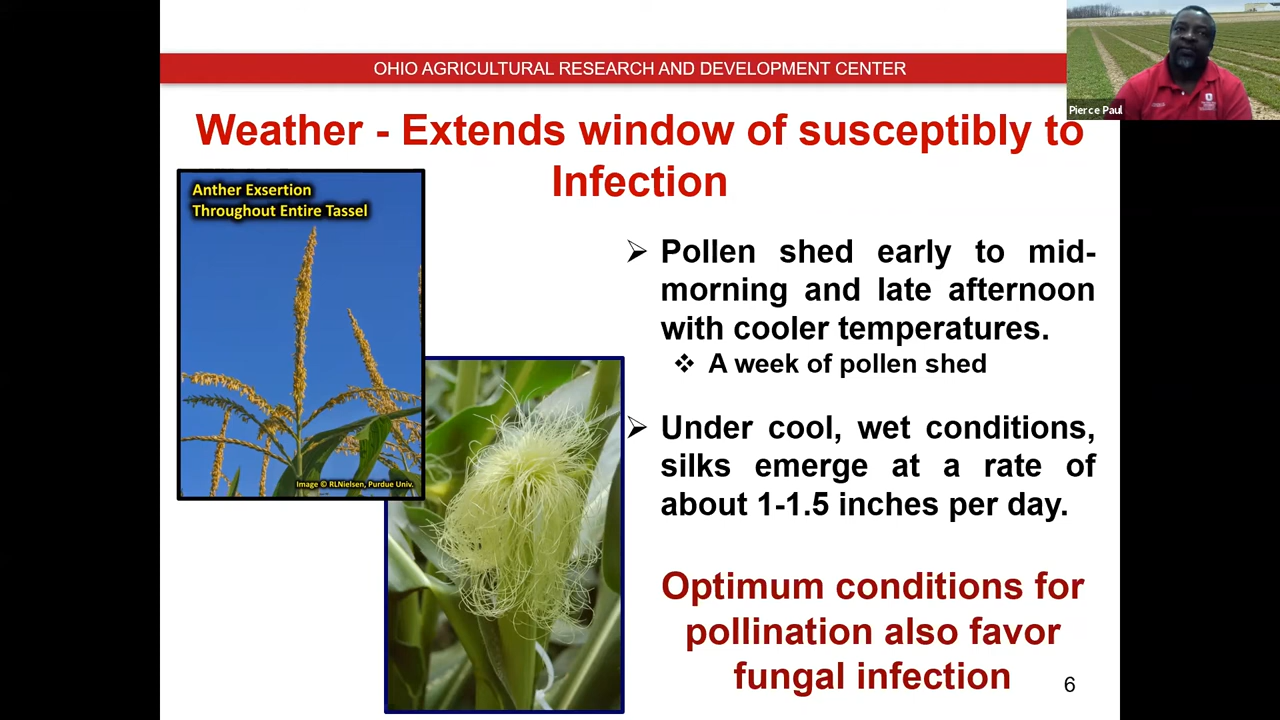 OHIO AGRICULTURAL RESEARCH AND DEVELOPMENT CENTER
Pierce Paul
Weather - Extends window of susceptibly to
Infection
Anther Exsertion
Throughout Entire Tassel
Image © RLNielsen, Purdue Univ.
Pollen shed early to mid-
morning and late afternoon
with cooler temperatures.
A week of pollen shed
Under cool, wet conditions,
silks emerge at a rate of
about 1-1.5 inches per day.
Optimum conditions for
pollination also favor
fungal infection
6